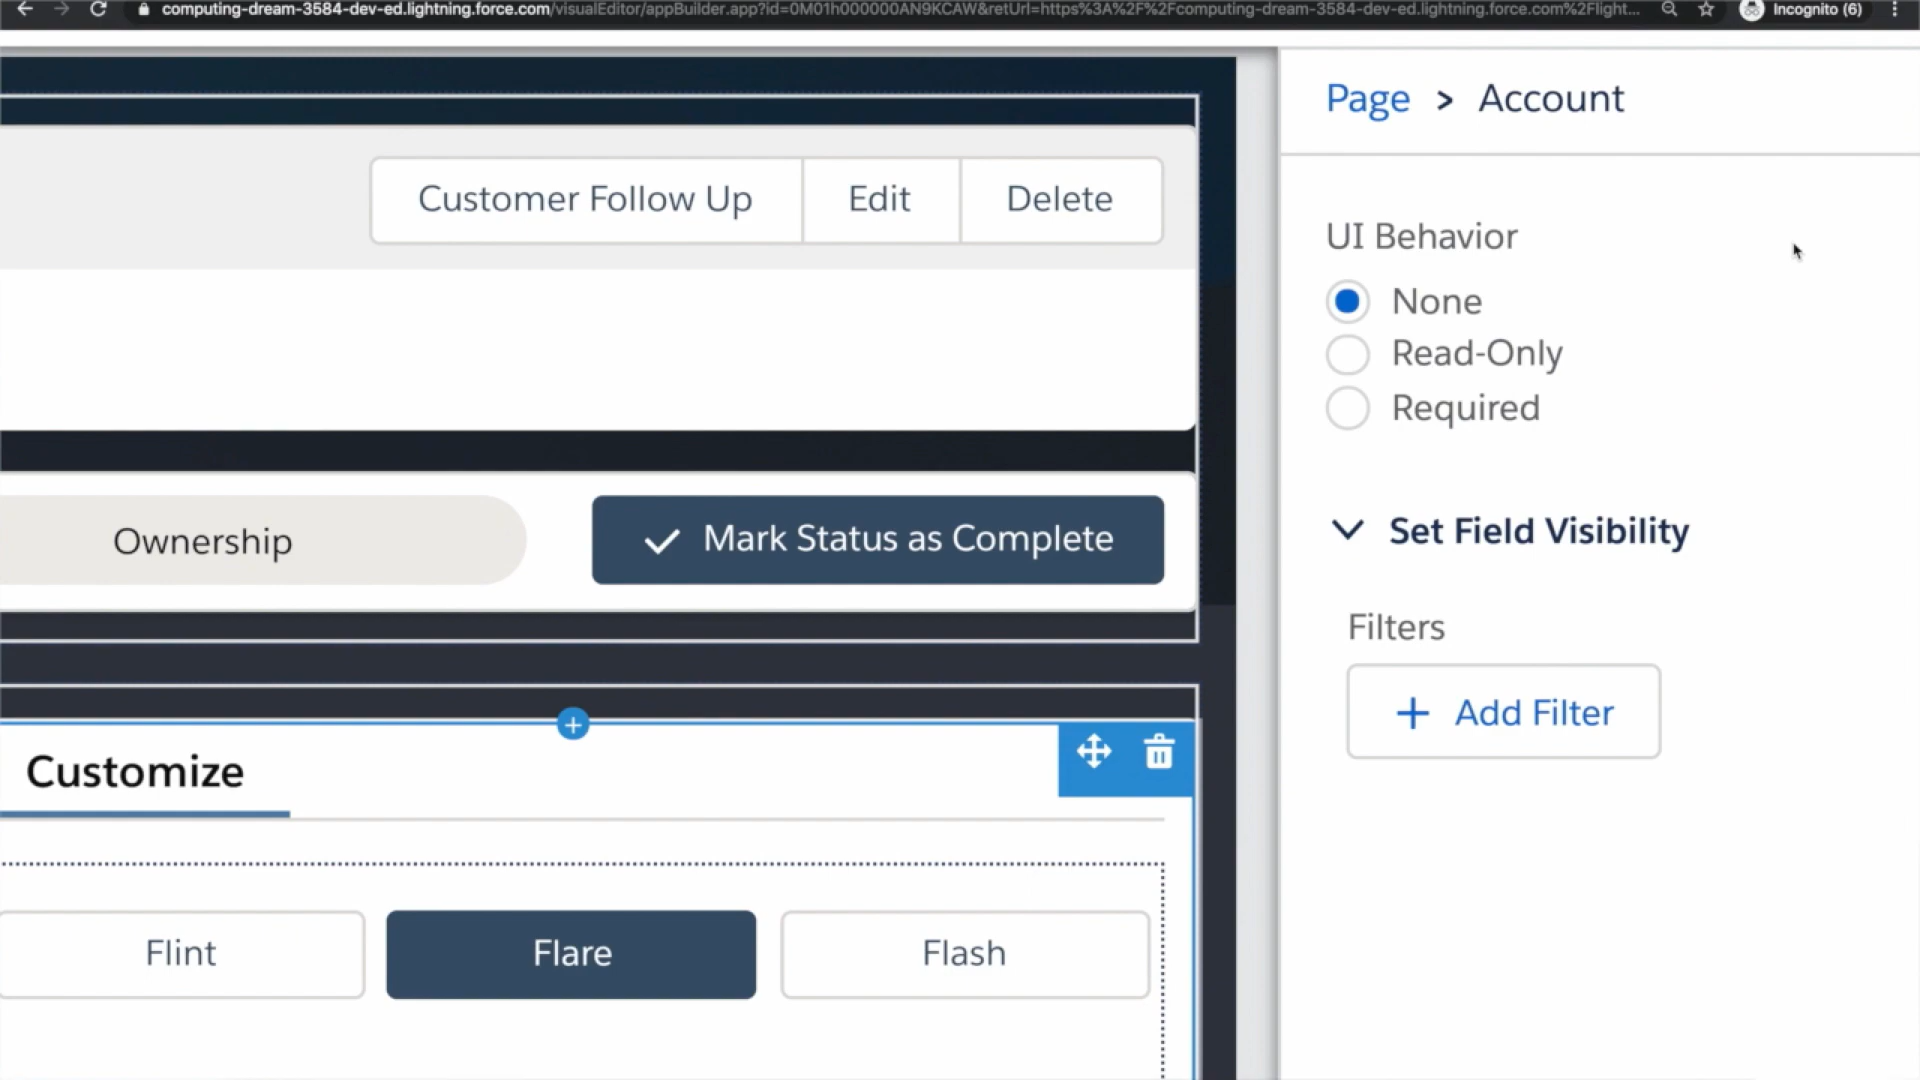 computing-dream-3584-dev-ed.lightning.force.com/visualEditor/appBuilder.app?id=0M01h000000AN9KCAW&retUrl=https%3A%2F%2Fcomputing-dream-3584-dev-ed.lightning.force.com%2Flight...
Incognito (6)
Page > Account
Customer Follow Up
Edit
Delete
UI Behavior
None
Read-Only
Required
Ownership
Mark Status as Complete
Set Field Visibility
Filters
+ Add Filter
Customize
Flint
Flare
Flash